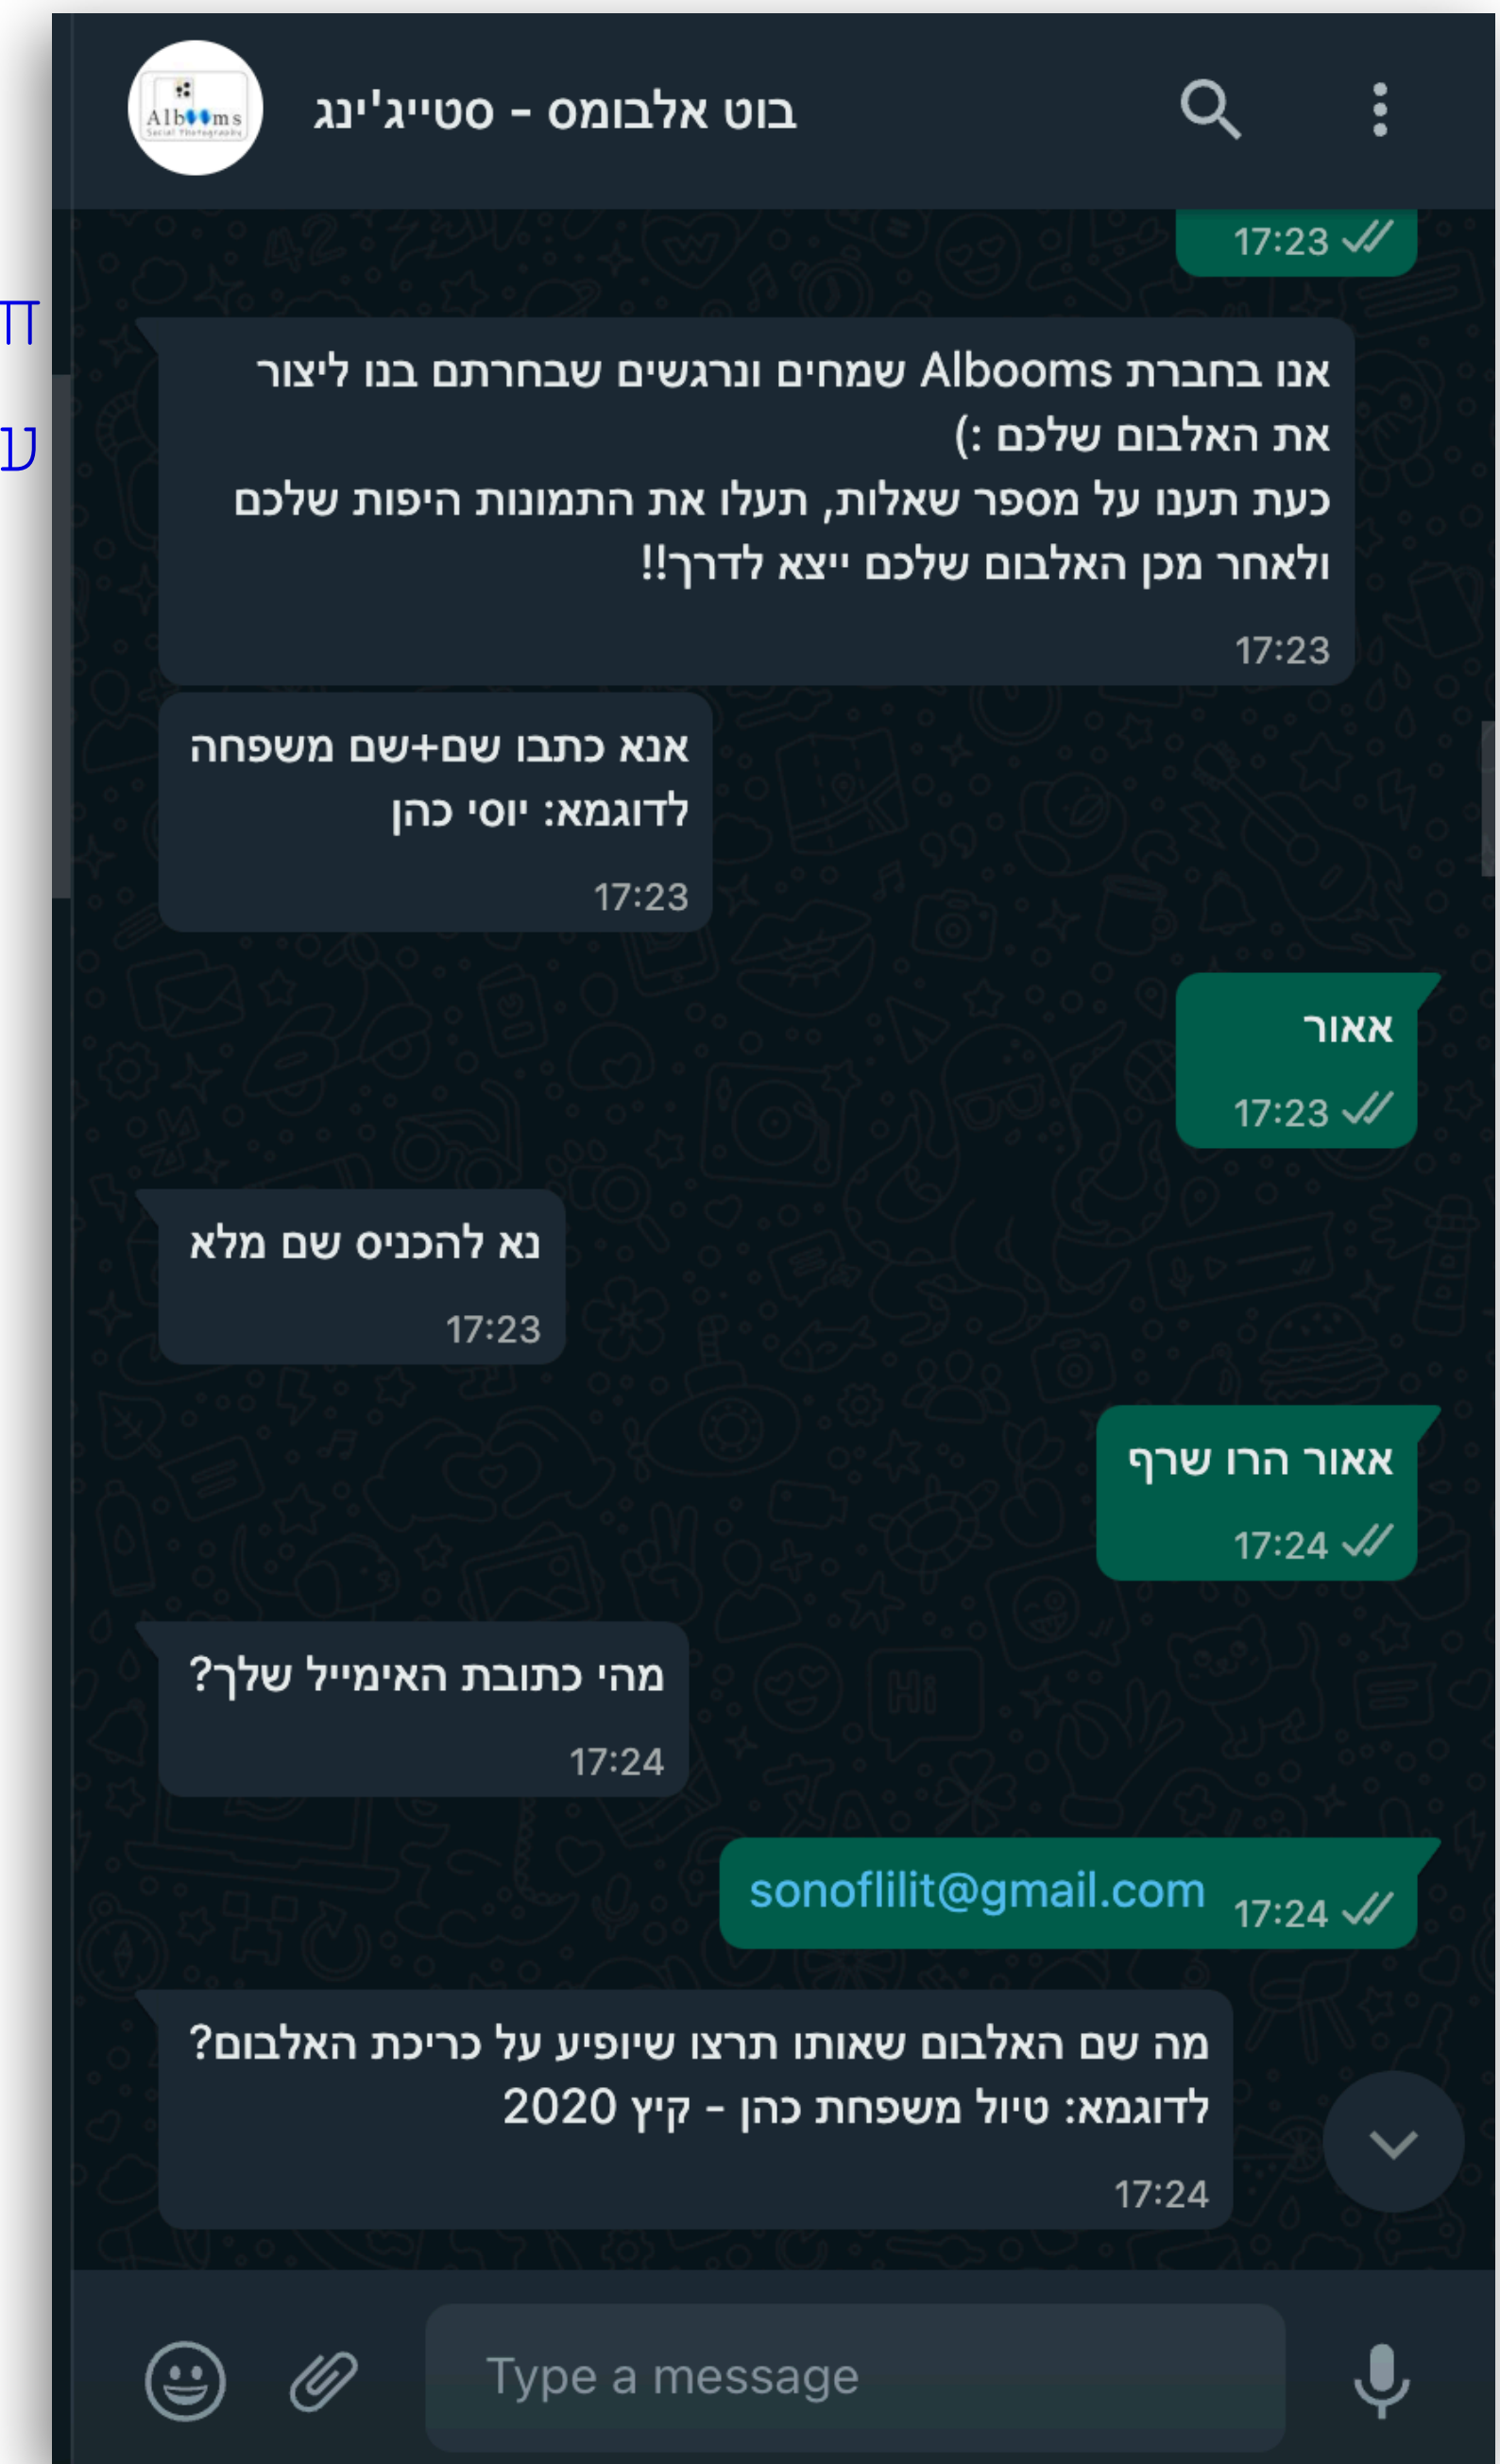 Albooms
Social Photography
בוט אלבומס - סטייג'ינג
17:23
אנו בחברת Albooms שמחים ונרגשים שבחרתם בנו ליצור
את האלבום שלכם :)
כעת תענו על מספר שאלות, תעלו את התמונות היפות שלכם
ולאחר מכן האלבום שלכם ייצא לדרך!!
17:23
אנא כתבו שם+שם משפחה
לדוגמא: יוסי כהן
17:23
אאור
17:23
נא להכניס שם מלא
17:23
אאור הרו שרף
17:24
מהי כתובת האימייל שלך?
17:24
sonoflilit@gmail.com 17:24
מה שם האלבום שאותו תרצו שיופיע על כריכת האלבום?
לדוגמא: טיול משפחת כהן - קיץ 2020
17:24
Type a message